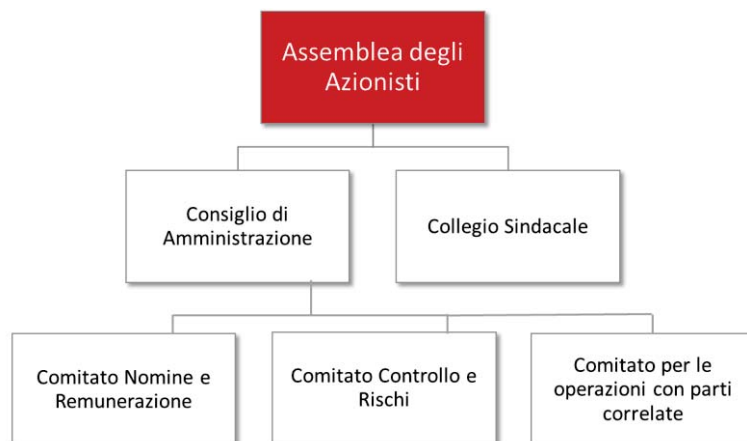 Assemblea degli
Azionisti
Consiglio di
Amministrazione
Collegio Sindacale
Comitato Nomine e
Remunerazione
Comitato Controllo e
Rischi
Comitato per le
operazioni con parti
correlate